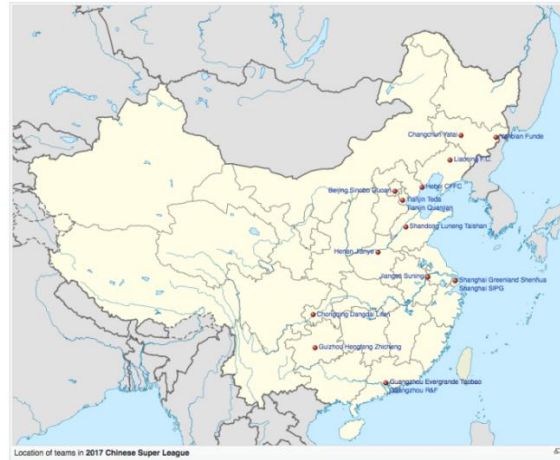 Changchun Yatai
Yanbian Funde
Liaoning F.C.
Beijing Sinobo Guoan
Hebei CFFC
Tianjin Teda
Tianjin Quanjian
Shandong Luneng Taishan
Henan Jianye
Jiangsu Suning
Shanghai Greenland Shenhua
Shanghai SIPG
Chongqing Dangdai Lifan
Guizhou Hengfeng Zhicheng
Guangzhou Evergrande Taobao
Guangzhou R&F
Location of teams in 2017 Chinese Super League